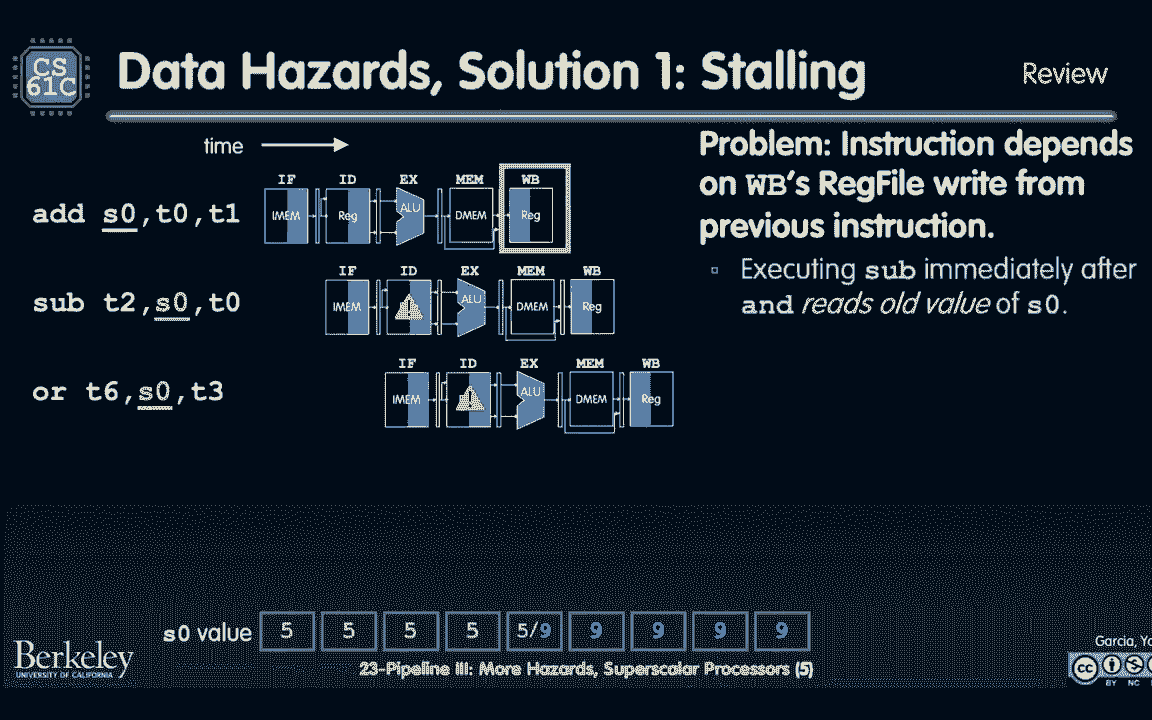 CS
61C
Data Hazards, Solution 1: Stalling
Review
time
Problem: Instruction depends
on WB's RegFile write from
previous instruction.
▫ Executing sub immediately after
and reads old value of s0.
IF ID EX MEM WB
add s0,t0,t1
IMEM Reg ALU DMEM Reg
IF ID EX MEM WB
sub t2,s0,t0
IMEM ALU DMEM Reg
IF ID EX MEM WB
or t6,s0,t3
IMEM ALU DMEM Reg
s0 value 5 5 5 5 5/9 9 9 9 9
Berkeley
UNIVERSITY OF CALIFORNIA
23-Pipeline III: More Hazards, Superscalar Processors (5)
Garcia,
cc
BY NC